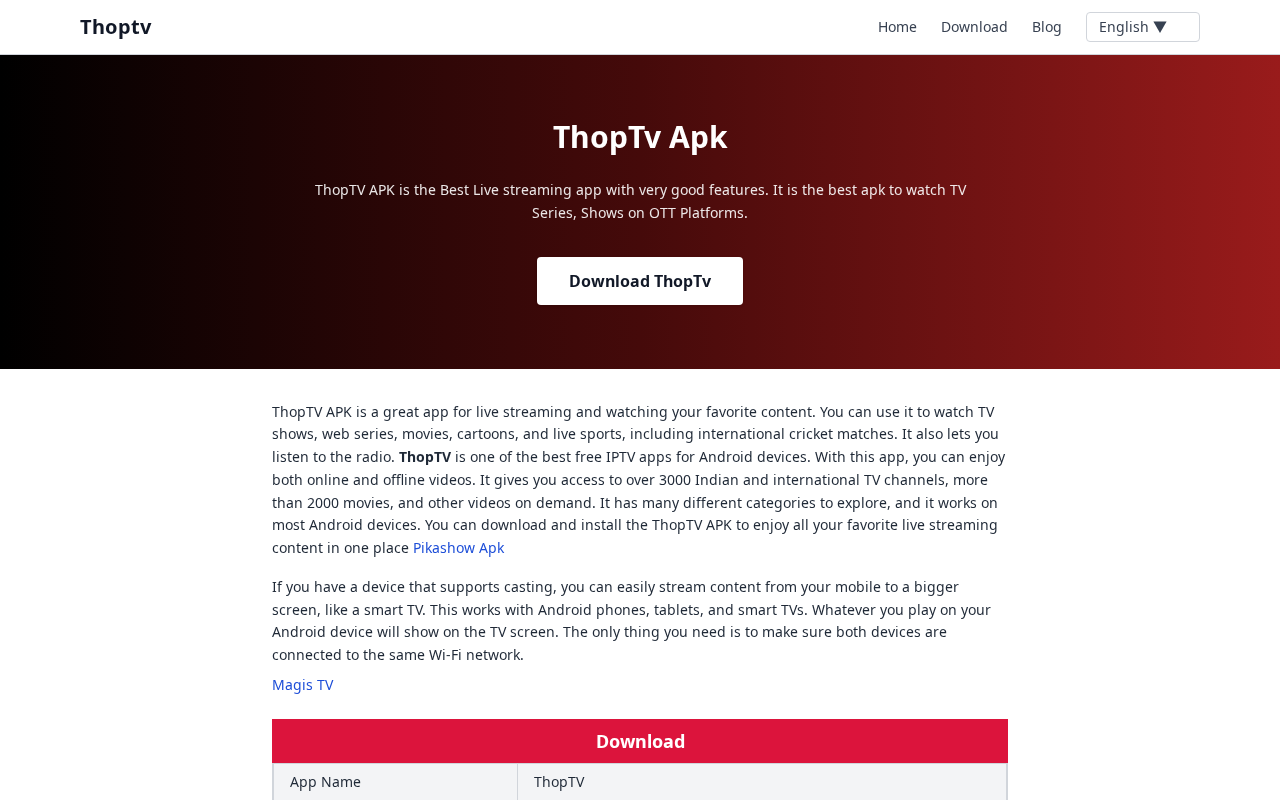 Thoptv
Home
Download
Blog
English ▼
ThopTv Apk
ThopTV APK is the Best Live streaming app with very good features. It is the best apk to watch TV
Series, Shows on OTT Platforms.
Download ThopTv
ThopTV APK is a great app for live streaming and watching your favorite content. You can use it to watch TV
shows, web series, movies, cartoons, and live sports, including international cricket matches. It also lets you
listen to the radio. ThopTV is one of the best free IPTV apps for Android devices. With this app, you can enjoy
both online and offline videos. It gives you access to over 3000 Indian and international TV channels, more
than 2000 movies, and other videos on demand. It has many different categories to explore, and it works on
most Android devices. You can download and install the ThopTV APK to enjoy all your favorite live streaming
content in one place Pikashow Apk
If you have a device that supports casting, you can easily stream content from your mobile to a bigger
screen, like a smart TV. This works with Android phones, tablets, and smart TVs. Whatever you play on your
Android device will show on the TV screen. The only thing you need is to make sure both devices are
connected to the same Wi-Fi network.
Magis TV
Download
App Name
ThopTV